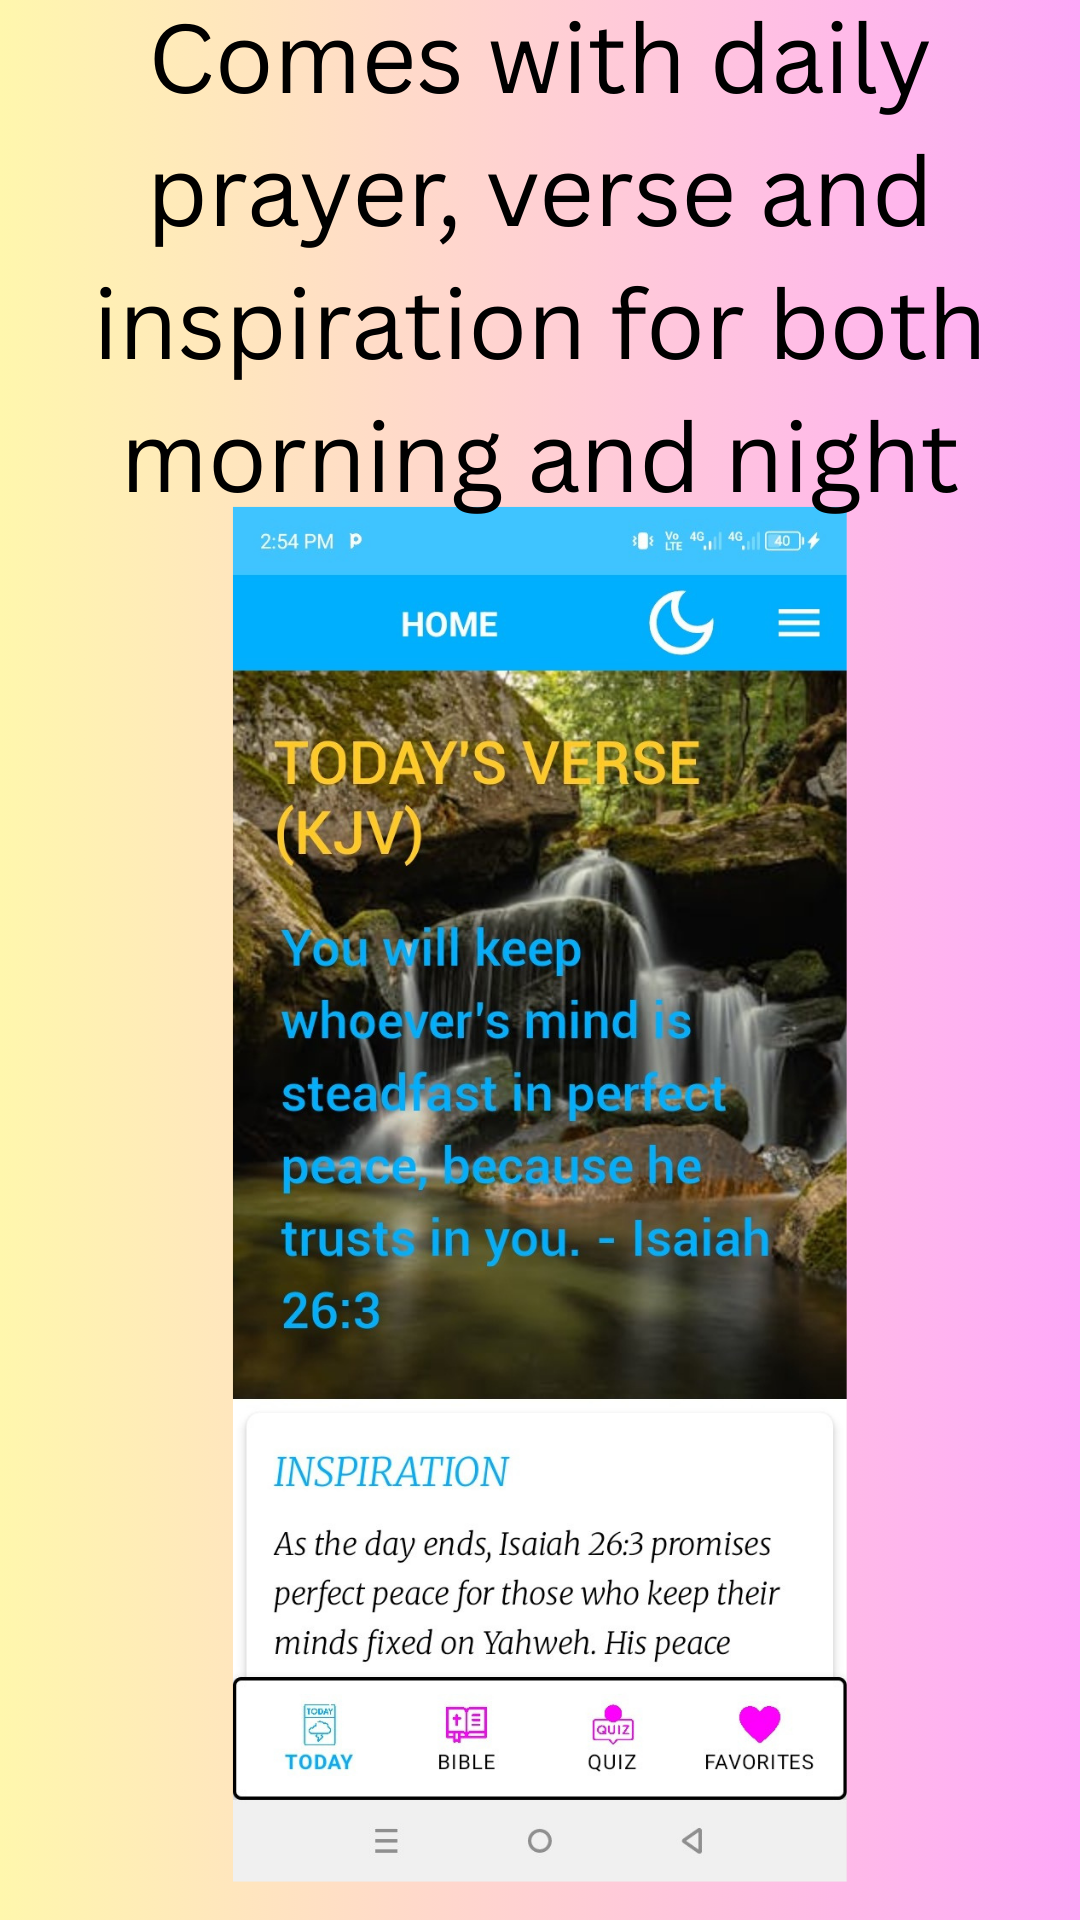 Comes with daily
prayer, verse and
inspiration for both
morning and night
2:54 PM
Vo LTE 4G 4G 40
HOME
TODAY'S VERSE
(KJV)
You will keep
whoever's mind is
steadfast in perfect
peace, because he
trusts in you. - Isaiah
26:3
INSPIRATION
As the day ends, Isaiah 26:3 promises
perfect peace for those who keep their
minds fixed on Yahweh. His peace
TODAY QUIZ
TODAY BIBLE QUIZ FAVORITES